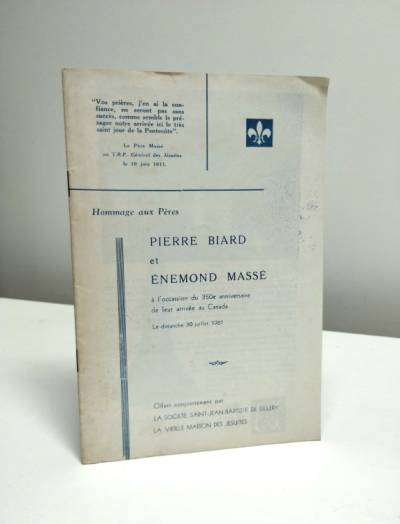 "Vos prières, j'en ai la con-
fiance, ne seront pas sans
succès, comme semble le pré-
sager notre arrivée ici le très
saint jour de la Pentecôte".
Le Père Massé
au T.R.P. Général des Jésuites
le 10 juin 1611.
Hommage aux Pères
PIERRE BIARD
et
ÉNEMOND MASSÉ
à l'occasion du 350e anniversaire
de leur arrivée au Canada
Le dimanche 30 juillet 1961
Offert conjointement par
LA SOCIÉTÉ SAINT-JEAN-BAPTISTE DE SILLERY
LA VIEILLE MAISON DES JÉSUITES